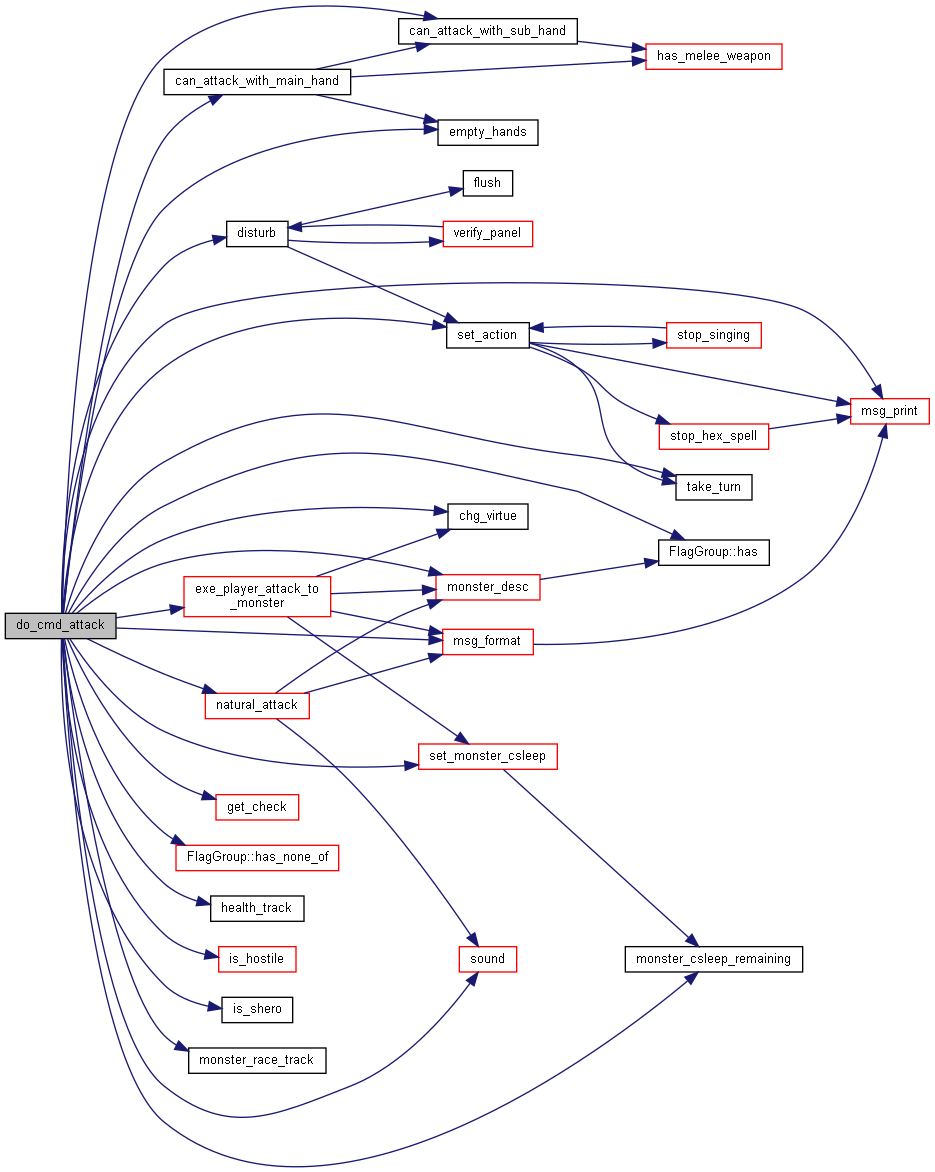 can_attack_with_sub_hand
has_melee_weapon
can_attack_with_main_hand
empty_hands
flush
disturb
verify_panel
set_action
stop_singing
msg_print
stop_hex_spell
take_turn
chg_virtue
FlagGroup::has
exe_player_attack_to
_monster
monster_desc
do_cmd_attack
msg_format
natural_attack
set_monster_csleep
get_check
FlagGroup::has_none_of
health_track
is_hostile
sound
monster_csleep_remaining
is_shero
monster_race_track